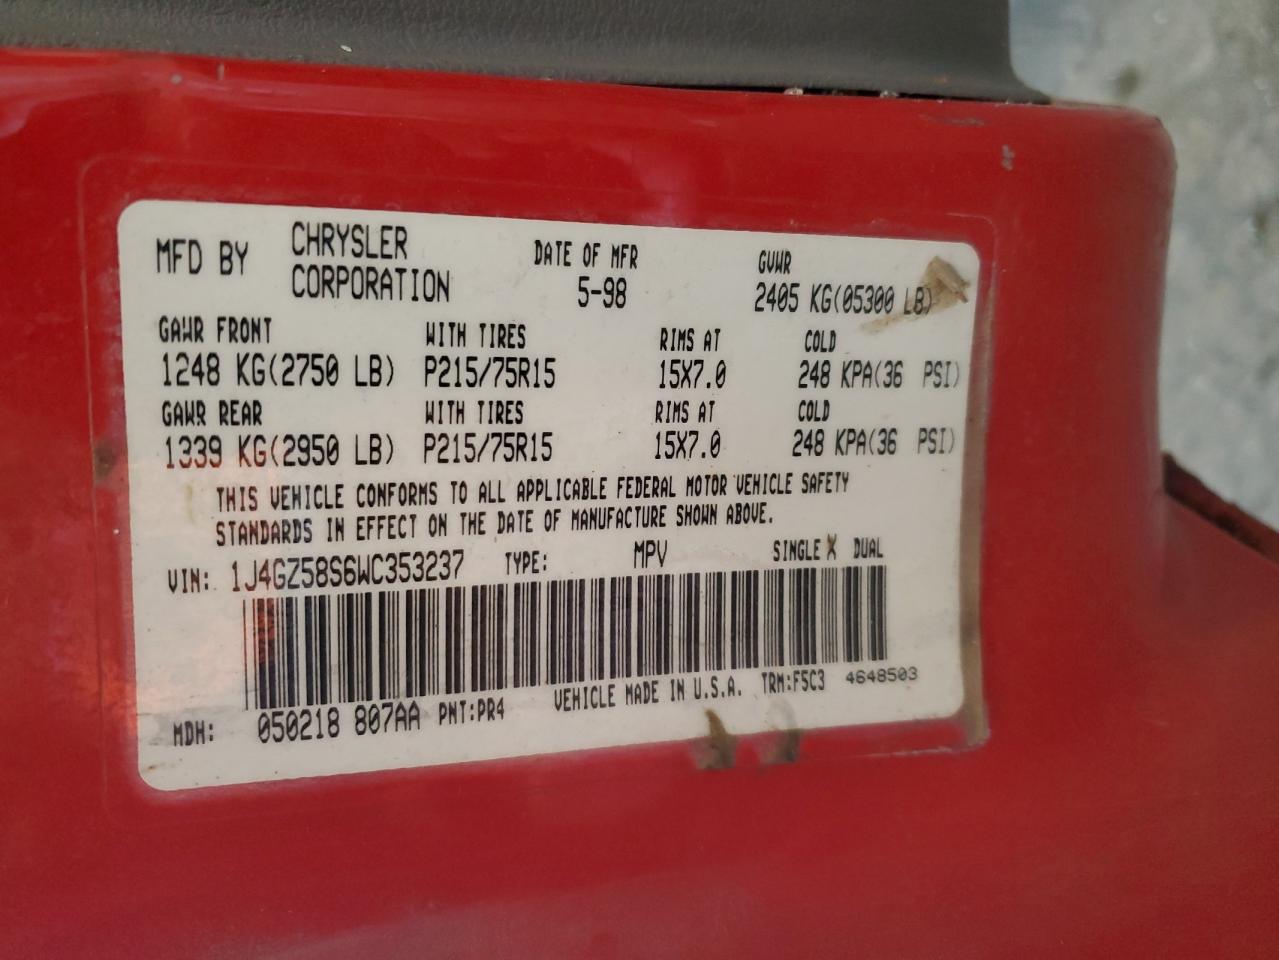 MFD BY CHRYSLER CORPORATION DATE OF MFR 5-98 GVWR 2405 KG(05300 LB)
GAWR FRONT WITH TIRES RIMS AT COLD
1248 KG(2750 LB) P215/75R15 15X7.0 248 KPA(36 PSI)
GAWR REAR WITH TIRES RIMS AT COLD
1339 KG(2950 LB) P215/75R15 15X7.0 248 KPA(36 PSI)
THIS VEHICLE CONFORMS TO ALL APPLICABLE FEDERAL MOTOR VEHICLE SAFETY
STANDARDS IN EFFECT ON THE DATE OF MANUFACTURE SHOWN ABOVE.
VIN: 1J4GZ58S6WC353237 TYPE: MPV SINGLE X DUAL
VEHICLE MADE IN U.S.A. TRM:F5C3 4648503
MDH: 050218 807AA PNT:PR4